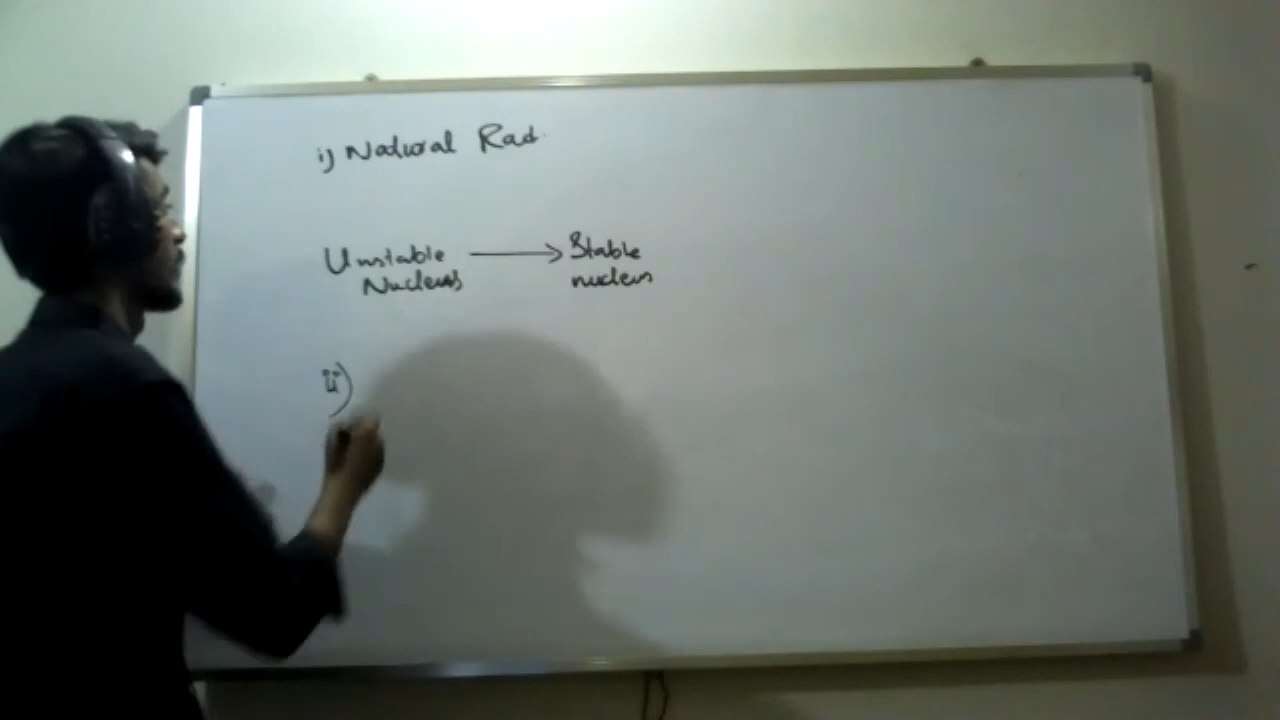 i) Natural Rad.
Unstable → Stable
Nucleus nucleus
ii)